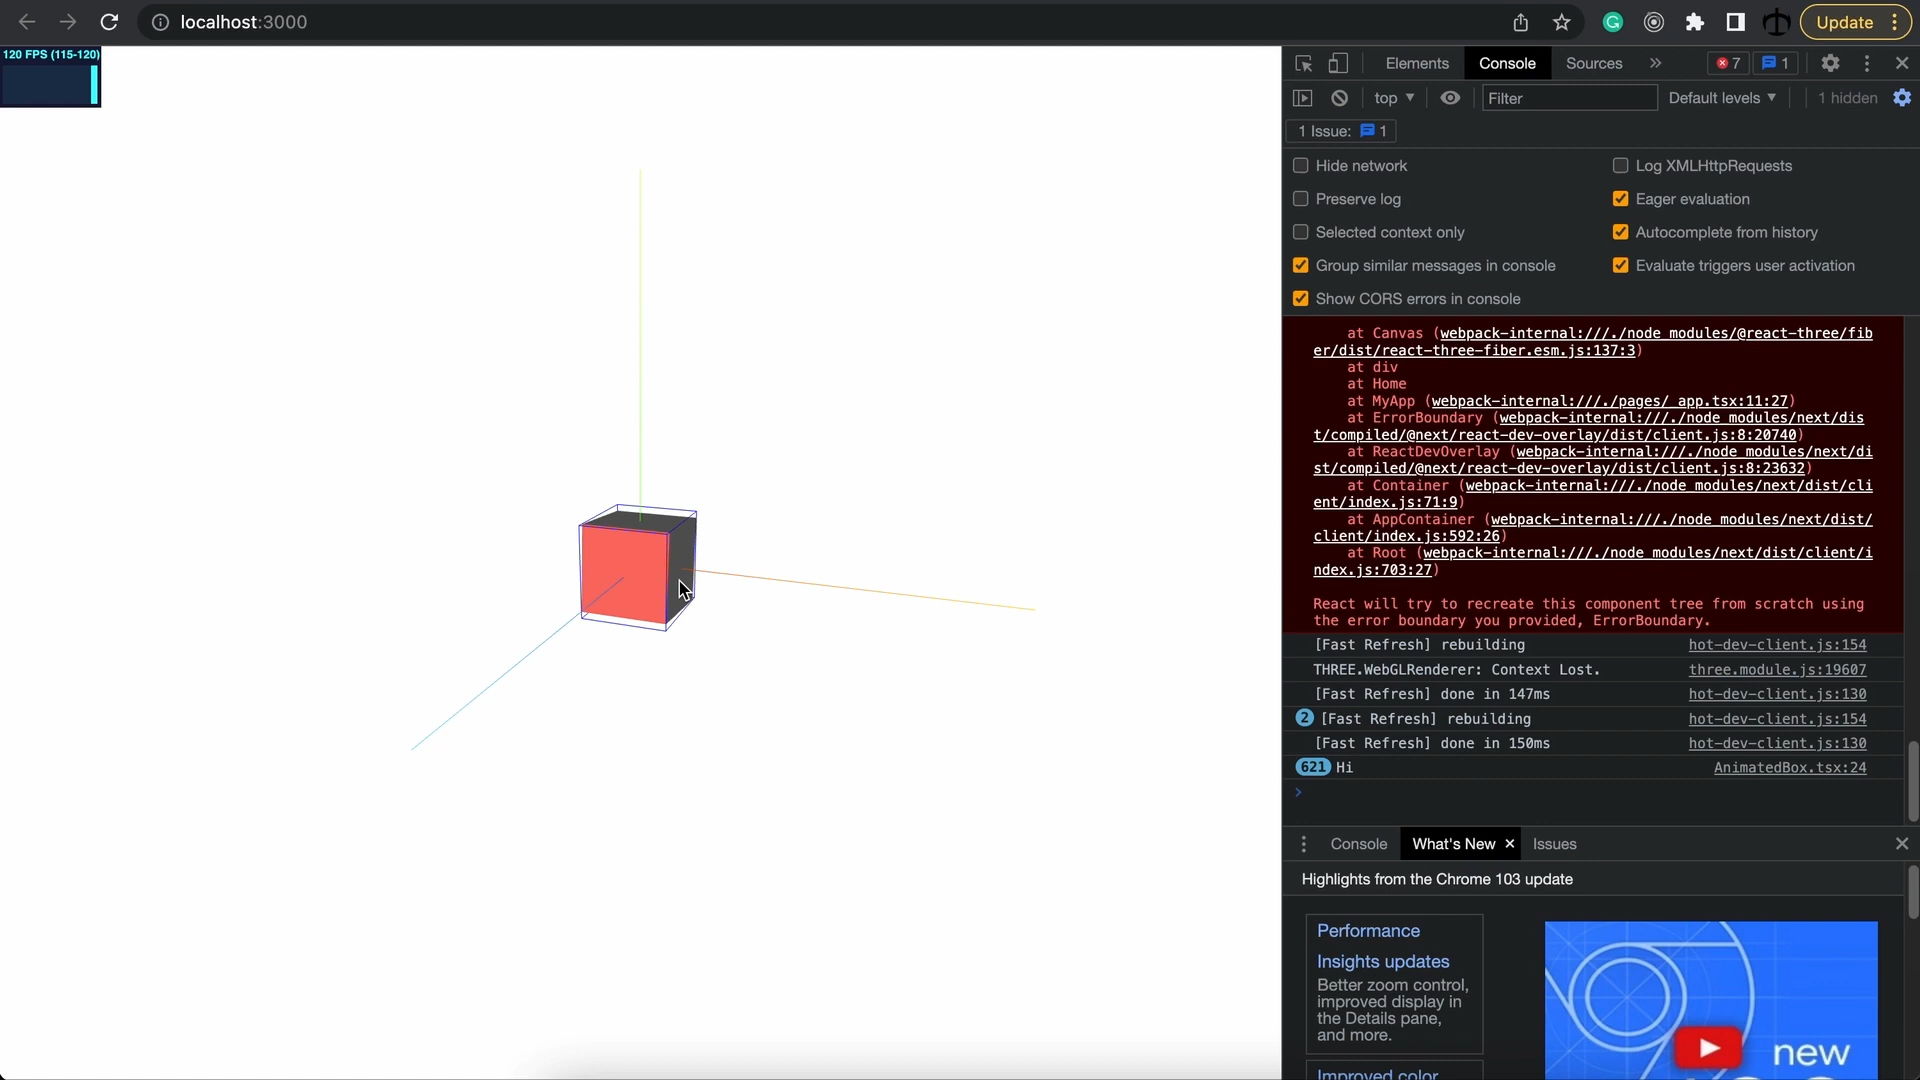 localhost:3000
Update
120 FPS (115-120)
Elements
Console
Sources
7
1
top
Filter
Default levels
1 hidden
1 Issue:
1
Hide network
Log XMLHttpRequests
Preserve log
Eager evaluation
Selected context only
Autocomplete from history
Group similar messages in console
Evaluate triggers user activation
Show CORS errors in console
at Canvas (webpack-internal:///./node_modules/@react-three/fib
er/dist/react-three-fiber.esm.js:137:3)
at div
at Home
at MyApp (webpack-internal:///./pages/_app.tsx:11:27)
at ErrorBoundary (webpack-internal:///./node_modules/next/dis
t/compiled/@next/react-dev-overlay/dist/client.js:8:20740)
at ReactDevOverlay (webpack-internal:///./node_modules/next/di
st/compiled/@next/react-dev-overlay/dist/client.js:8:23632)
at Container (webpack-internal:///./node_modules/next/dist/cli
ent/index.js:71:9)
at AppContainer (webpack-internal:///./node_modules/next/dist/
client/index.js:592:26)
at Root (webpack-internal:///./node_modules/next/dist/client/i
ndex.js:703:27)
React will try to recreate this component tree from scratch using
the error boundary you provided, ErrorBoundary.
[Fast Refresh] rebuilding hot-dev-client.js:154
THREE.WebGLRenderer: Context Lost. three.module.js:19607
[Fast Refresh] done in 147ms hot-dev-client.js:130
2 [Fast Refresh] rebuilding hot-dev-client.js:154
[Fast Refresh] done in 150ms hot-dev-client.js:130
621 Hi AnimatedBox.tsx:24
Console
What's New
Issues
Highlights from the Chrome 103 update
Performance
Insights updates
Better zoom control,
improved display in
the Details pane,
and more.
Improved color
new